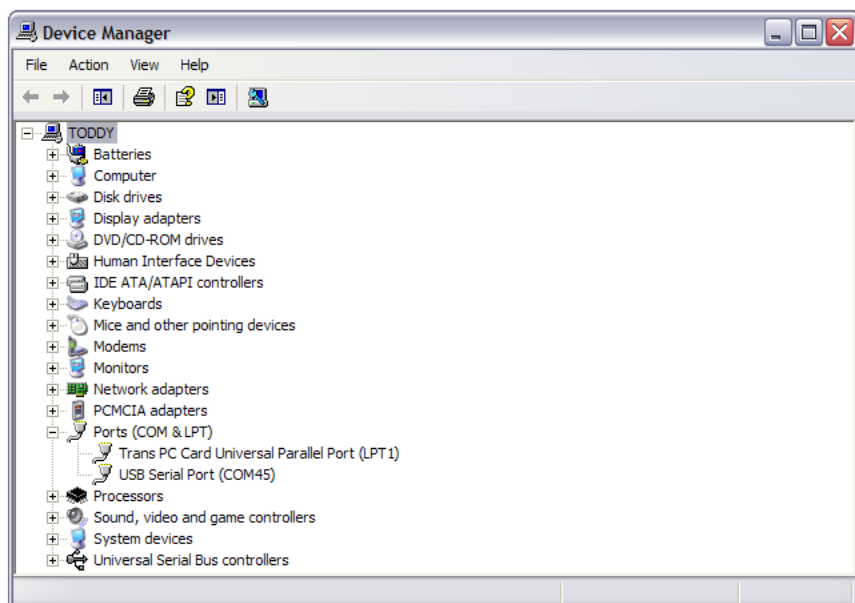 Device Manager
File Action View Help
TODDY
Batteries
Computer
Disk drives
Display adapters
DVD/CD-ROM drives
Human Interface Devices
IDE ATA/ATAPI controllers
Keyboards
Mice and other pointing devices
Modems
Monitors
Network adapters
PCMCIA adapters
Ports (COM & LPT)
Trans PC Card Universal Parallel Port (LPT1)
USB Serial Port (COM45)
Processors
Sound, video and game controllers
System devices
Universal Serial Bus controllers